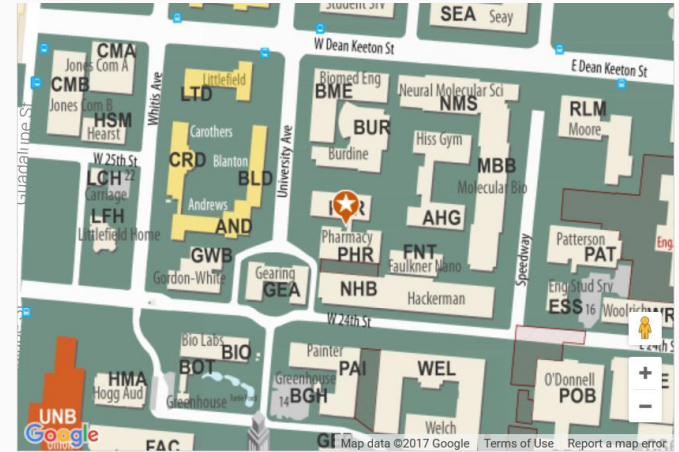 Student Srv
SEA Seay
W Dean Keeton St
E Dean Keeton St
CMA
Jones Com A
CMB
Jones Com B
HSM
Hearst
Whitis Ave
Guadalupe St
Littlefield
LTD
Carothers
CRD
Blanton
BLD
Andrews
AND
University Ave
Biomed Eng
BME
BUR
Burdine
Neural Molecular Sci
NMS
Hiss Gym
MBB
Molecular Bio
RLM
Moore
W 25th St
LCH 22
Carriage
LFH
Littlefield Home
AHG
Pharmacy
PHR
FNT
Faulkner Nano
Speedway
Patterson
PAT
Eng
GWB
Gordon-White
Gearing
GEA
NHB
Hackerman
Eng Stud Srv
ESS 16
W 24th St
E 24th S
Bio Labs
BIO
BOT
Greenhouse
Turtle Pond
HMA
Hogg Aud
UNB
Union
Painter
PAI
Greenhouse
14 BGH
WEL
Welch
O'Donnell
POB
FAC
Google
Map data ©2017 Google
Terms of Use
Report a map error